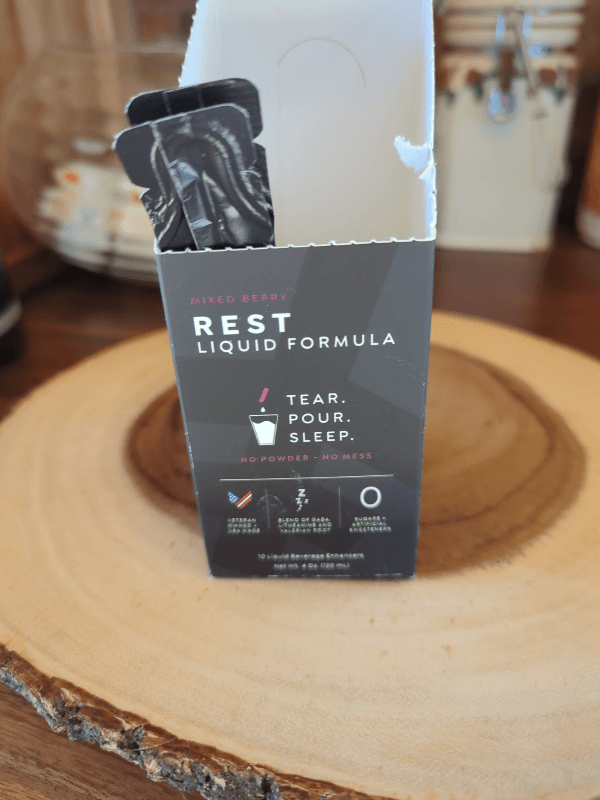 MIXED BERRY
REST
LIQUID FORMULA
TEAR.
POUR.
SLEEP.
NO POWDER - NO MESS
Z
Z
Z
Z
VETERAN
OWNED +
USA MADE
BLEND OF GABA,
L-THEANINE AND
VALERIAN ROOT
O
SUGARS +
ARTIFICIAL
SWEETENERS
10 Liquid Beverage Enhancers
Net Wt. 4 Oz. (120 mL)